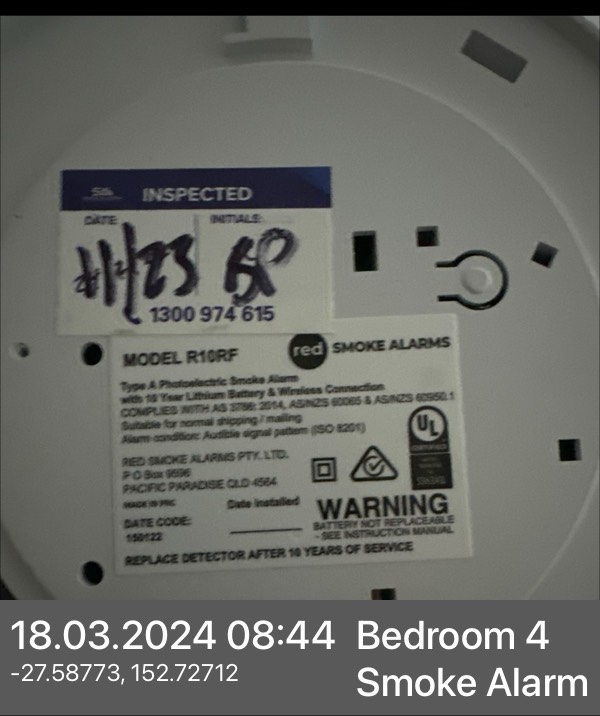 INSPECTED
DATE: INITIALS:
1300 974 615
MODEL R10RF red SMOKE ALARMS
Type A Photoelectric Smoke Alarm
with 10 Year Lithium Battery & Wireless Connection
COMPLIES WITH AS 3786: 2014, AS/NZS 60065 & AS/NZS 60950.1
Suitable for normal shipping / mailing
Alarm condition: Audible signal pattern (ISO 8201)
UL
RED SMOKE ALARMS PTY. LTD.
P O Box 9596
PACIFIC PARADISE QLD 4564
MADE IN PRC Date Installed
WARNING
BATTERY NOT REPLACEABLE
- SEE INSTRUCTION MANUAL
DATE CODE:
150122
REPLACE DETECTOR AFTER 10 YEARS OF SERVICE
18.03.2024 08:44
-27.58773, 152.72712
Bedroom 4
Smoke Alarm